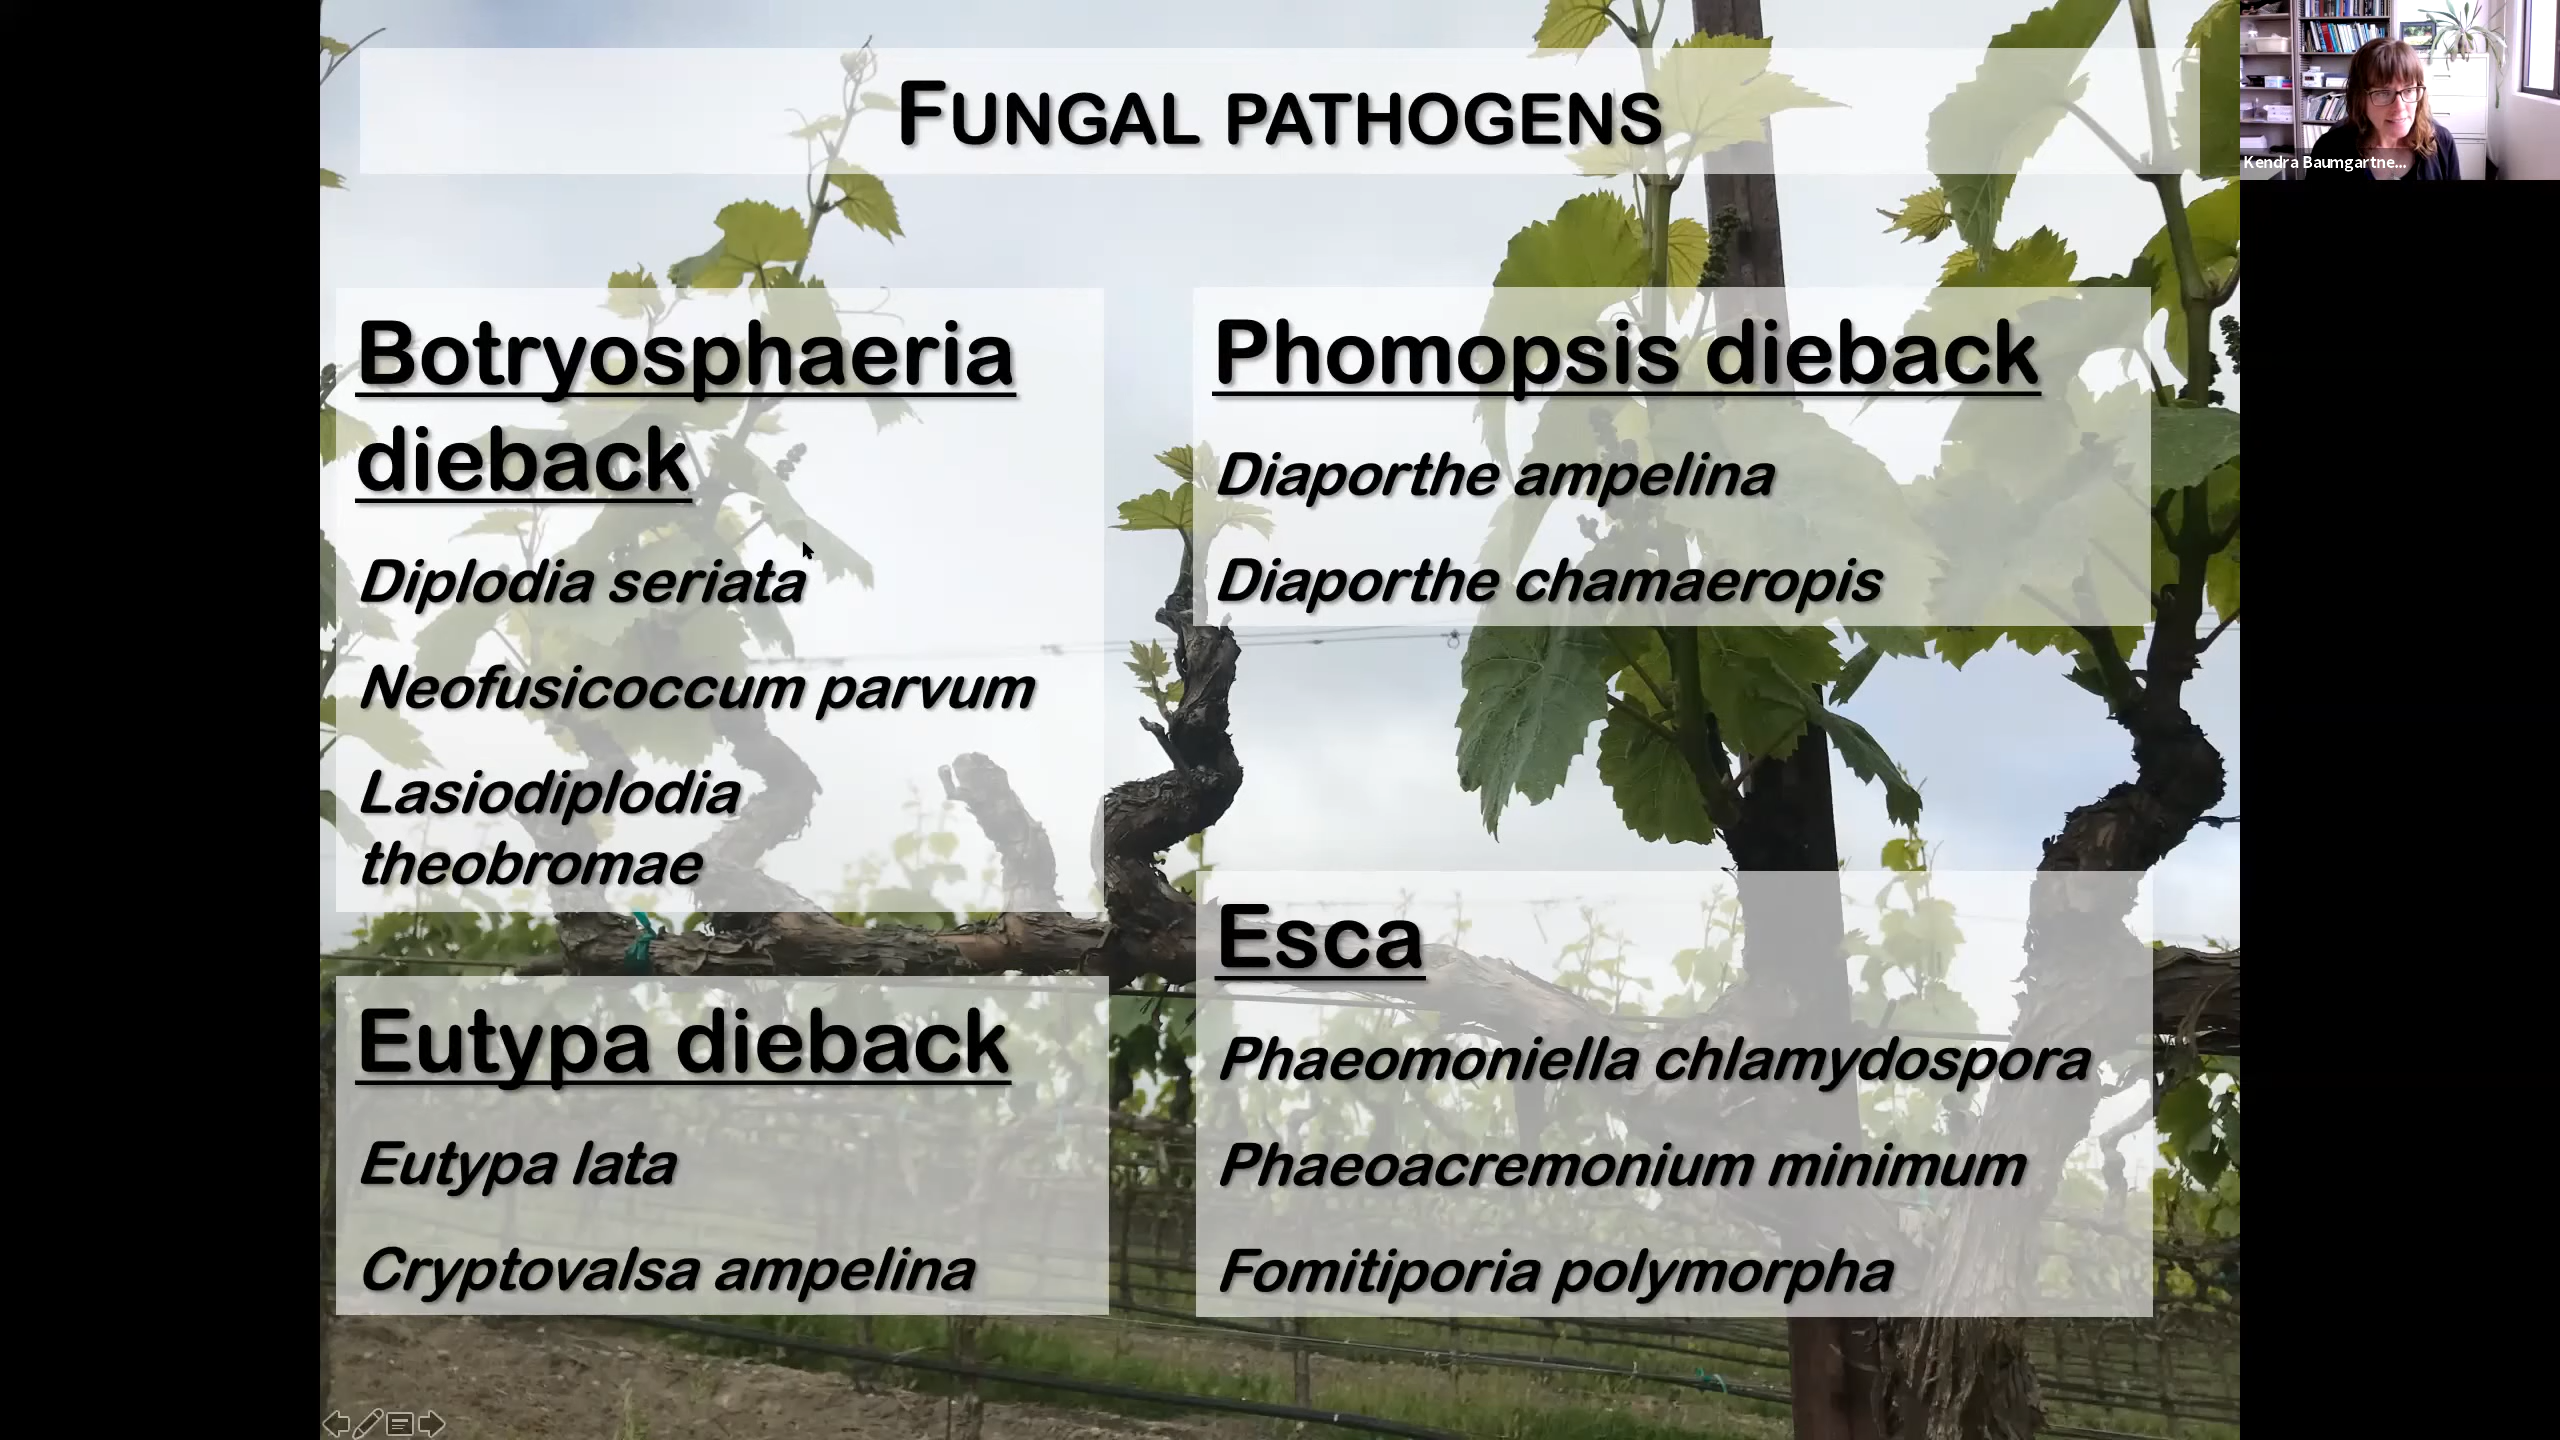 FUNGAL PATHOGENS
Botryosphaeria
dieback
Diplodia seriata
Neofusicoccum parvum
Lasiodiplodia
theobromae
Eutypa dieback
Eutypa lata
Cryptovalsa ampelina
Phomopsis dieback
Diaporthe ampelina
Diaporthe chamaeropis
Esca
Phaeomoniella chlamydospora
Phaeoacremonium minimum
Fomitiporia polymorpha
Kendra Baumgartne...